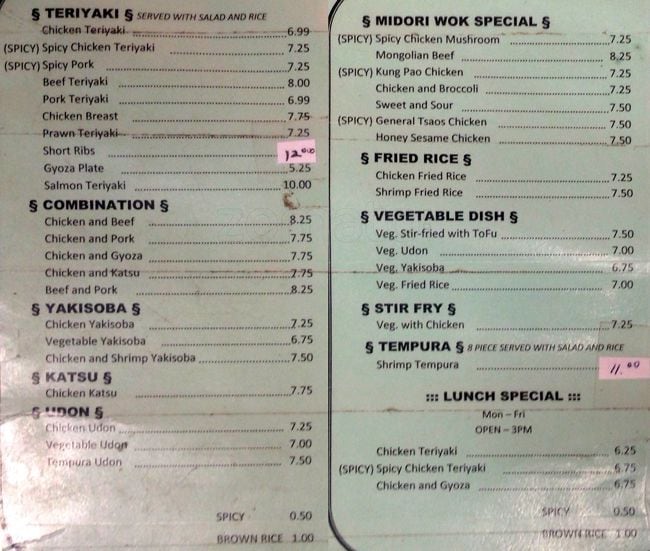 § TERIYAKI § SERVED WITH SALAD AND RICE
Chicken Teriyaki 6.99
(SPICY) Spicy Chicken Teriyaki 7.25
(SPICY) Spicy Pork 7.25
Beef Teriyaki 8.00
Pork Teriyaki 6.99
Chicken Breast 7.75
Prawn Teriyaki 7.25
Short Ribs 12.00
Gyoza Plate 5.25
Salmon Teriyaki 10.00
§ COMBINATION §
Chicken and Beef 8.25
Chicken and Pork 7.75
Chicken and Gyoza 7.75
Chicken and Katsu 7.75
Beef and Pork 8.25
§ YAKISOBA §
Chicken Yakisoba 7.25
Vegetable Yakisoba 6.75
Chicken and Shrimp Yakisoba 7.50
§ KATSU §
Chicken Katsu 7.75
§ UDON §
Chicken Udon 7.25
Vegetable Udon 7.00
Tempura Udon 7.50
SPICY 0.50
BROWN RICE 1.00
§ MIDORI WOK SPECIAL §
(SPICY) Spicy Chicken Mushroom 7.25
Mongolian Beef 8.25
(SPICY) Kung Pao Chicken 7.25
Chicken and Broccoli 7.25
Sweet and Sour 7.50
(SPICY) General Tsaos Chicken 7.50
Honey Sesame Chicken 7.50
§ FRIED RICE §
Chicken Fried Rice 7.25
Shrimp Fried Rice 7.50
§ VEGETABLE DISH §
Veg. Stir-fried with ToFu 7.50
Veg. Udon 7.00
Veg. Yakisoba 6.75
Veg. Fried Rice 7.00
§ STIR FRY §
Veg. with Chicken 7.25
§ TEMPURA § 8 PIECE SERVED WITH SALAD AND RICE
Shrimp Tempura 11.00
::: LUNCH SPECIAL :::
Mon – Fri
OPEN – 3PM
Chicken Teriyaki 6.25
(SPICY) Spicy Chicken Teriyaki 6.75
Chicken and Gyoza 6.75
SPICY 0.50
BROWN RICE 1.00